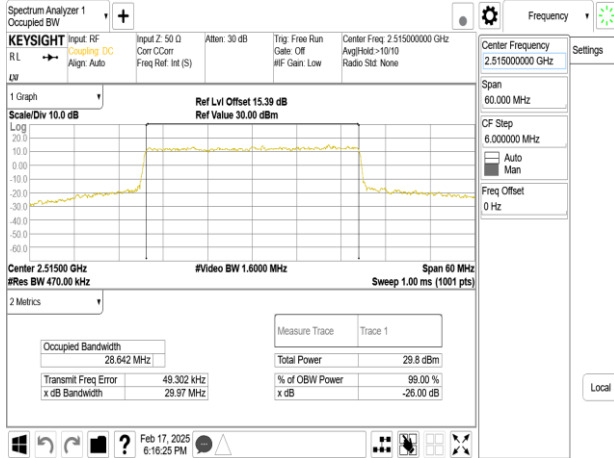 Spectrum Analyzer 1
Occupied BW
+
Frequency
KEYSIGHT
RL
LXI
Input: RF
Coupling: DC
Align: Auto
Input Z: 50 Ω
Corr CCorr
Freq Ref: Int (S)
Atten: 30 dB
Trig: Free Run
Gate: Off
#IF Gain: Low
Center Freq: 2.515000000 GHz
Avg|Hold:>10/10
Radio Std: None
Center Frequency
2.515000000 GHz
Settings
Span
60.000 MHz
CF Step
6.000000 MHz
Auto
Man
Freq Offset
0 Hz
Local
1 Graph
Scale/Div 10.0 dB
Ref Lvl Offset 15.39 dB
Ref Value 30.00 dBm
Log
20.0
10.0
0.00
-10.0
-20.0
-30.0
-40.0
-50.0
-60.0
Center 2.51500 GHz
#Res BW 470.00 kHz
#Video BW 1.6000 MHz
Span 60 MHz
Sweep 1.00 ms (1001 pts)
2 Metrics
Measure Trace
Trace 1
Occupied Bandwidth
28.642 MHz
Total Power
29.8 dBm
Transmit Freq Error
49.302 kHz
% of OBW Power
99.00 %
x dB Bandwidth
29.97 MHz
x dB
-26.00 dB
?
Feb 17, 2025
6:16:25 PM